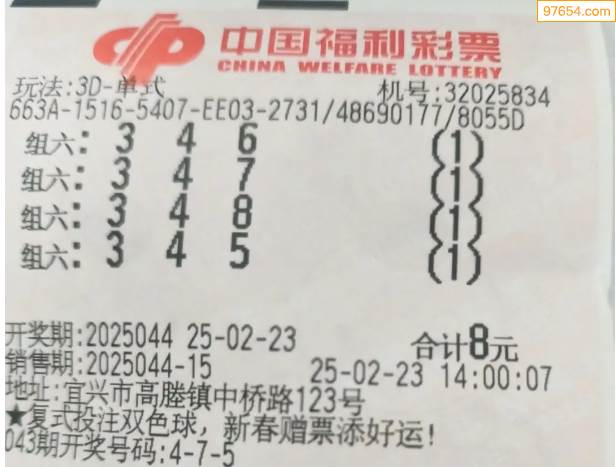 97654.com
中国福利彩票
CHINA WELFARE LOTTERY
玩法:3D-单式 机号:32025834
663A-1516-5407-EE03-2731/48690177/8055D
组六: 3 4 6 (1)
组六: 3 4 7 (1)
组六: 3 4 8 (1)
组六: 3 4 5 (1)
开奖期:2025044 25-02-23 合计8元
销售期:2025044-15 25-02-23 14:00:07
地址:宜兴市高塍镇中桥路123号
★复式投注双色球,新春赠票添好运!
043期开奖号码:4-7-5